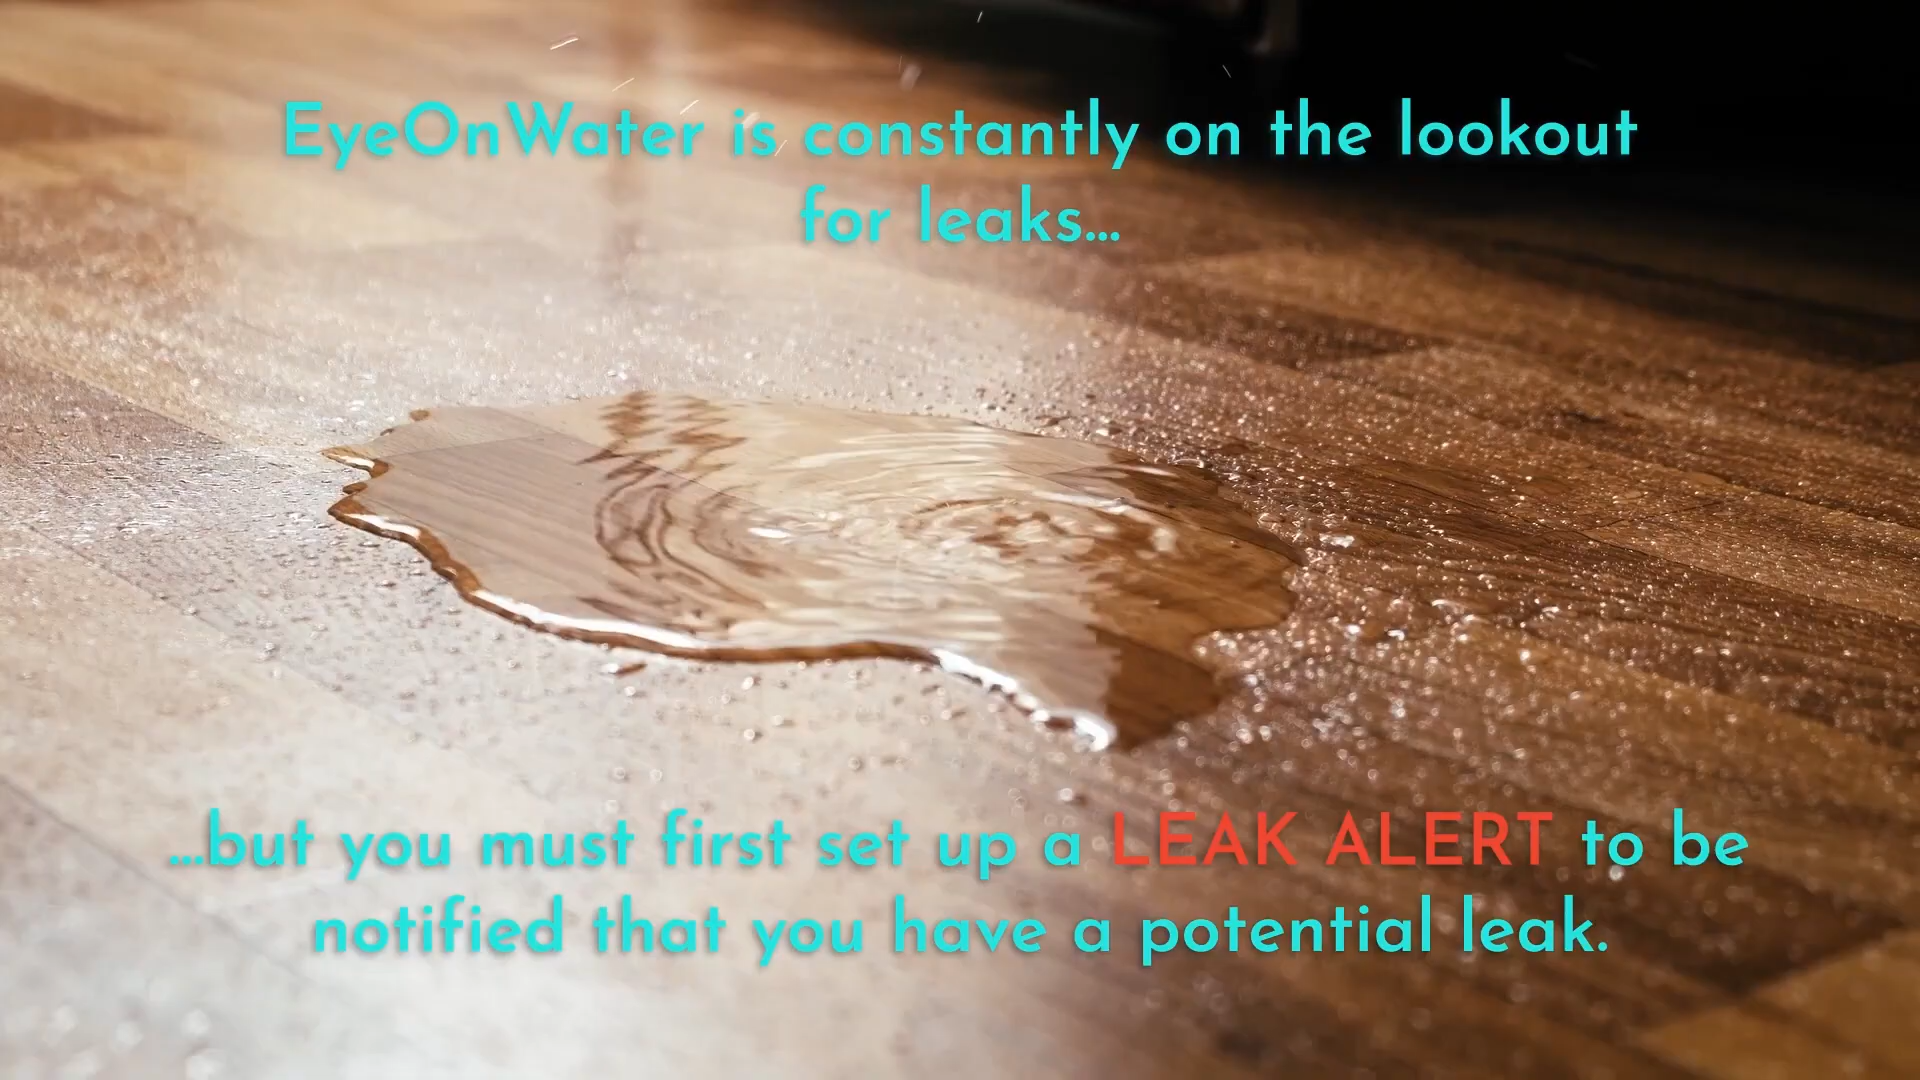 EyeOnWater is constantly on the lookout
for leaks...
...but you must first set up a LEAK ALERT to be
notified that you have a potential leak.